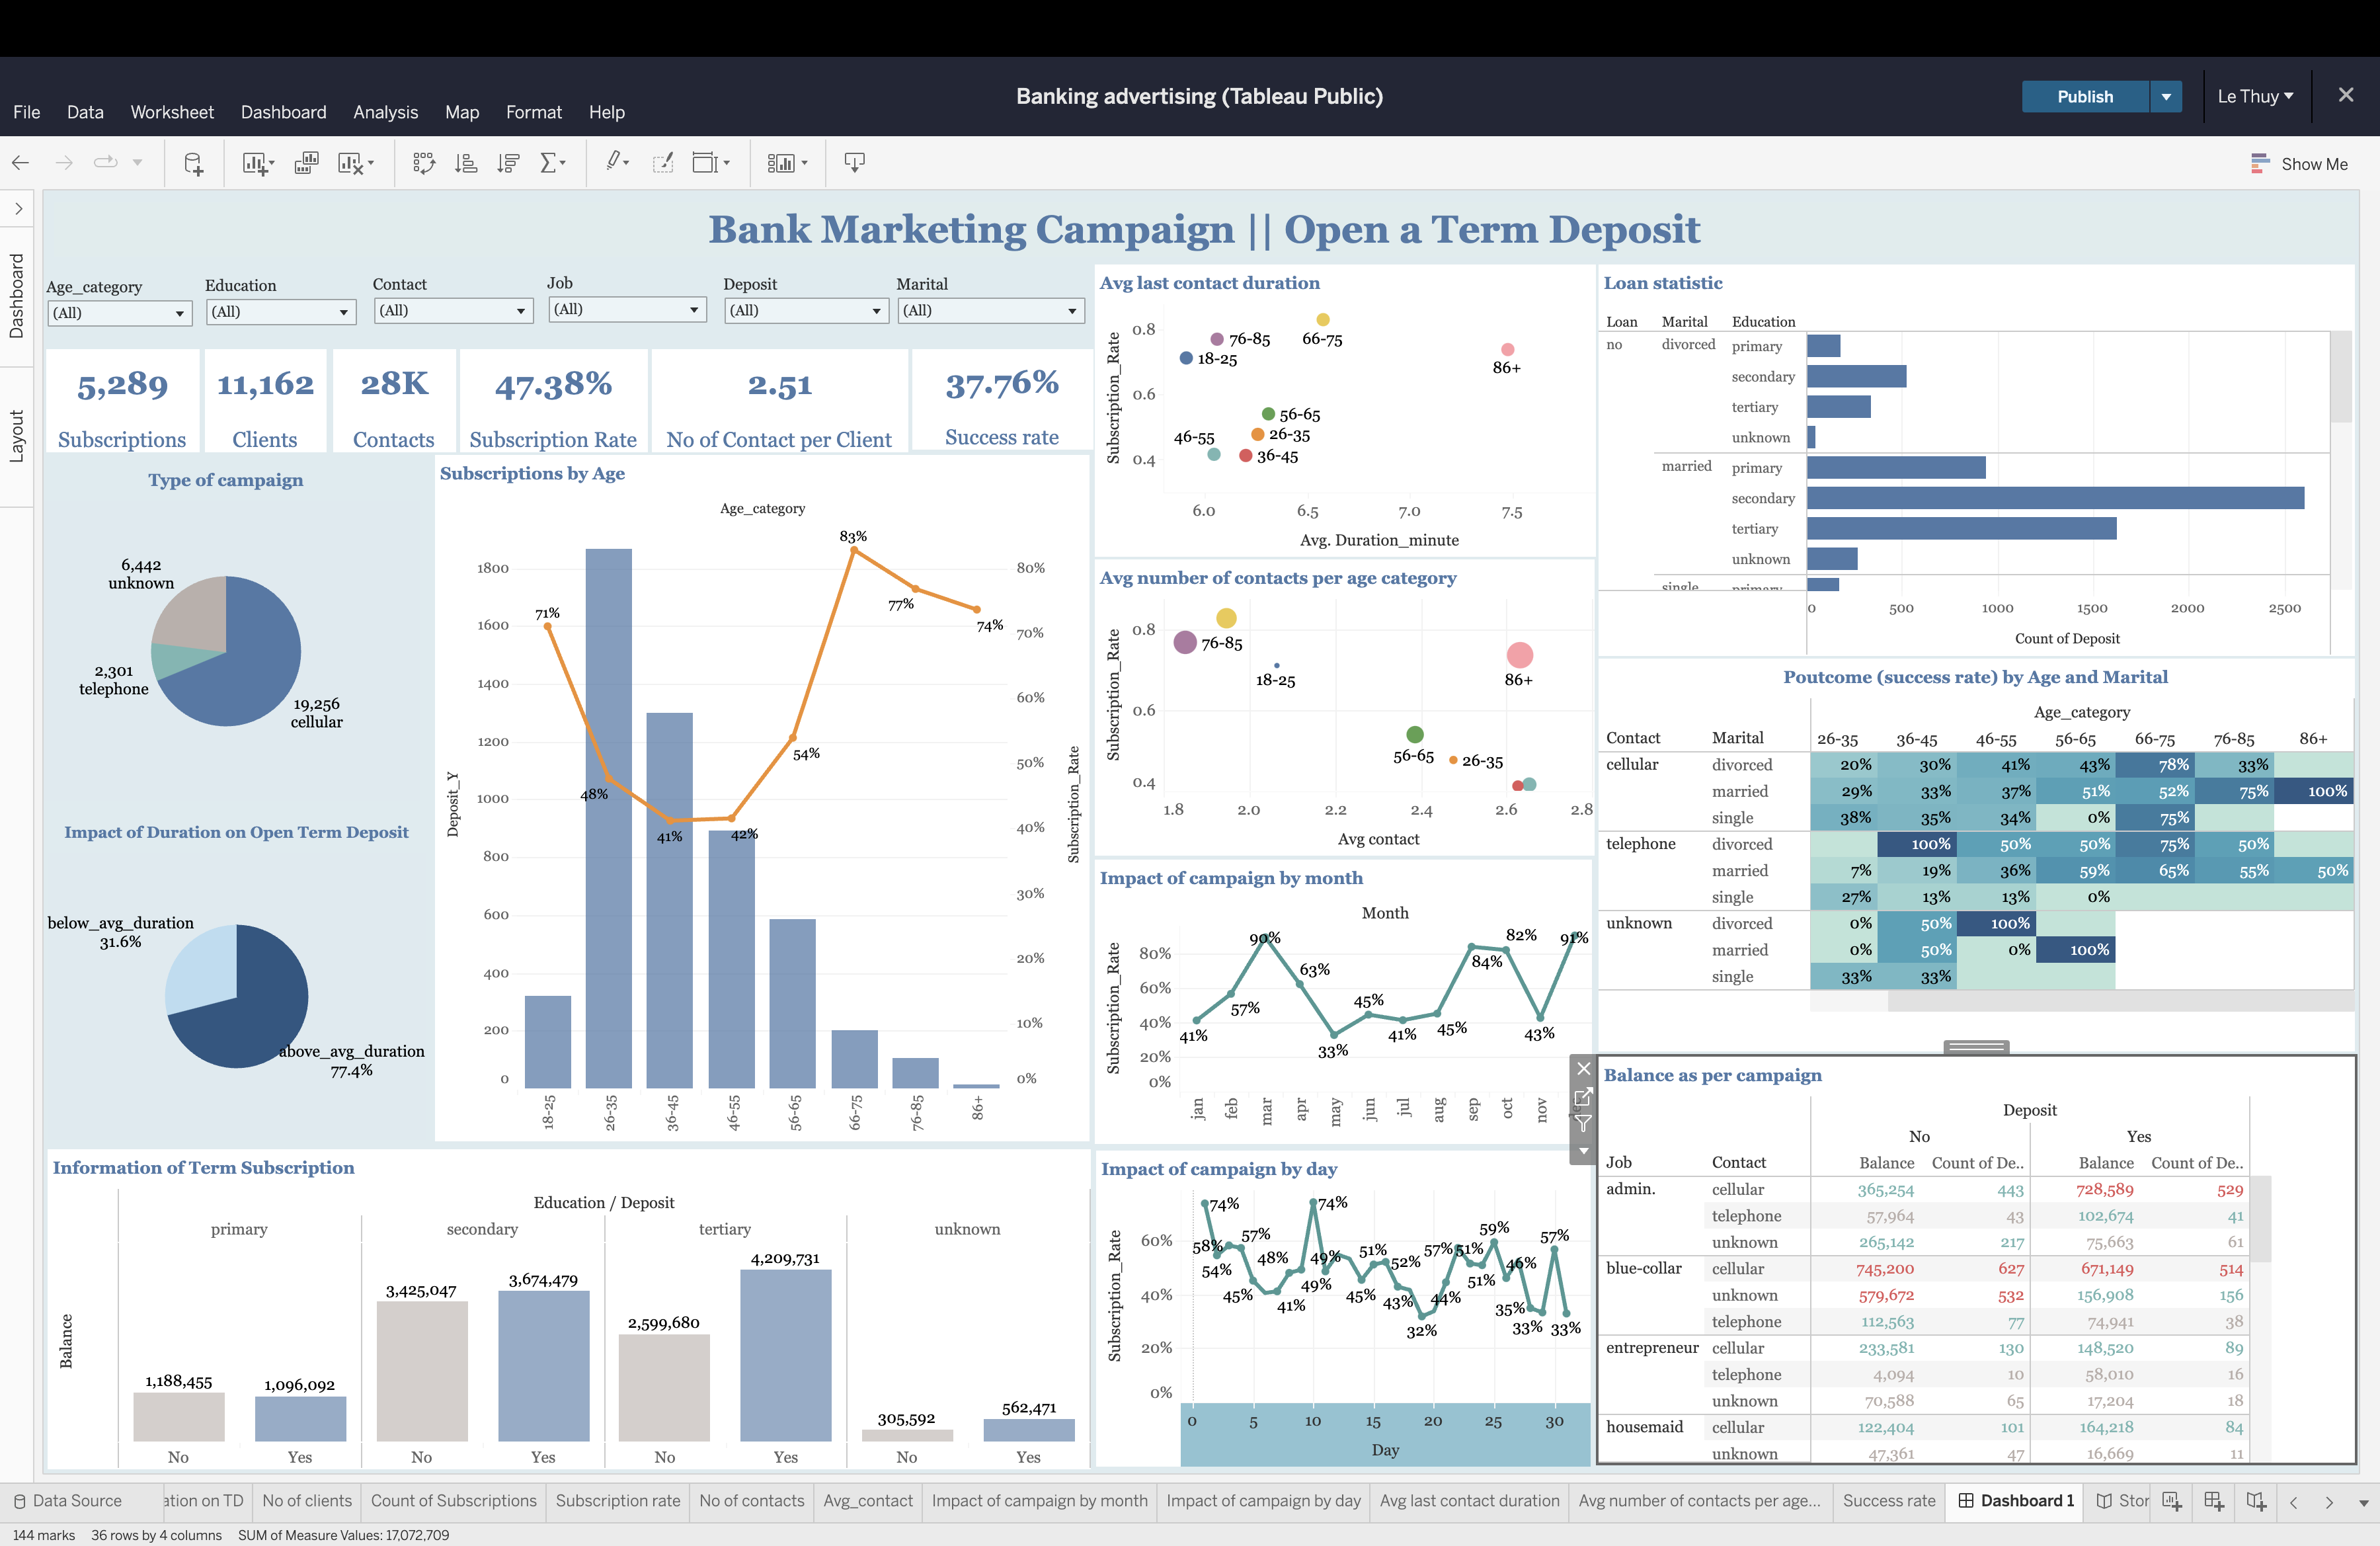 Banking advertising (Tableau Public)
Publish
Le Thuy
File Data Worksheet Dashboard Analysis Map Format Help
Show Me
Dashboard
Layout
Bank Marketing Campaign || Open a Term Deposit
Age_category Education Contact Job Deposit Marital
(All) (All) (All) (All) (All) (All)
5,289 11,162 28K 47.38% 2.51 37.76%
Subscriptions Clients Contacts Subscription Rate No of Contact per Client Success rate
Type of campaign
6,442
unknown
2,301
telephone
19,256
cellular
Impact of Duration on Open Term Deposit
below_avg_duration
31.6%
above_avg_duration
77.4%
Subscriptions by Age
Age_category
Deposit_Y
1800
1600
1400
1200
1000
800
600
400
200
0
71%
48%
41%
42%
54%
83%
77%
74%
80%
70%
60%
50%
40%
30%
20%
10%
0%
Subscription_Rate
18-25 26-35 36-45 46-55 56-65 66-75 76-85 86+
Information of Term Subscription
Education / Deposit
primary secondary tertiary unknown
Balance
1,188,455 1,096,092 3,425,047 3,674,479 2,599,680 4,209,731 305,592 562,471
No Yes No Yes No Yes No Yes
Avg last contact duration
Subscription_Rate
0.8
0.6
0.4
76-85
18-25
66-75
86+
56-65
26-35
46-55
36-45
6.0 6.5 7.0 7.5
Avg. Duration_minute
Avg number of contacts per age category
Subscription_Rate
0.8
0.6
0.4
76-85
18-25
86+
56-65
26-35
1.8 2.0 2.2 2.4 2.6 2.8
Avg contact
Impact of campaign by month
Month
Subscription_Rate
80%
60%
40%
20%
0%
41%
57%
90%
63%
33%
45%
41%
45%
84%
82%
43%
91%
jan feb mar apr may jun jul aug sep oct nov
Impact of campaign by day
Subscription_Rate
60%
40%
20%
0%
74%
58%
54%
57%
45%
48%
41%
74%
49%
49%
51%
45%
52%
43%
32%
44%
57%
51%
51%
59%
46%
35%
33%
57%
33%
0 5 10 15 20 25 30
Day
Loan statistic
Loan Marital Education
no divorced primary
secondary
tertiary
unknown
married primary
secondary
tertiary
unknown
single primary
0 500 1000 1500 2000 2500
Count of Deposit
Poutcome (success rate) by Age and Marital
Age_category
Contact Marital 26-35 36-45 46-55 56-65 66-75 76-85 86+
cellular divorced 20% 30% 41% 43% 78% 33%
married 29% 33% 37% 51% 52% 75% 100%
single 38% 35% 34% 0% 75%
telephone divorced 100% 50% 50% 75% 50%
married 7% 19% 36% 59% 65% 55% 50%
single 27% 13% 13% 0%
unknown divorced 0% 50% 100%
married 0% 50% 0% 100%
single 33% 33%
Balance as per campaign
Deposit
No Yes
Job Contact Balance Count of De.. Balance Count of De..
admin. cellular 365,254 443 728,589 529
telephone 57,964 43 102,674 41
unknown 265,142 217 75,663 61
blue-collar cellular 745,200 627 671,149 514
unknown 579,672 532 156,908 156
telephone 112,563 77 74,941 38
entrepreneur cellular 233,581 130 148,520 89
telephone 4,094 10 58,010 16
unknown 70,588 65 17,204 18
housemaid cellular 122,404 101 164,218 84
unknown 47,361 47 16,669 11
Data Source ation on TD No of clients Count of Subscriptions Subscription rate No of contacts Avg_contact Impact of campaign by month Impact of campaign by day Avg last contact duration Avg number of contacts per age... Success rate Dashboard 1 Stor
144 marks 36 rows by 4 columns SUM of Measure Values: 17,072,709